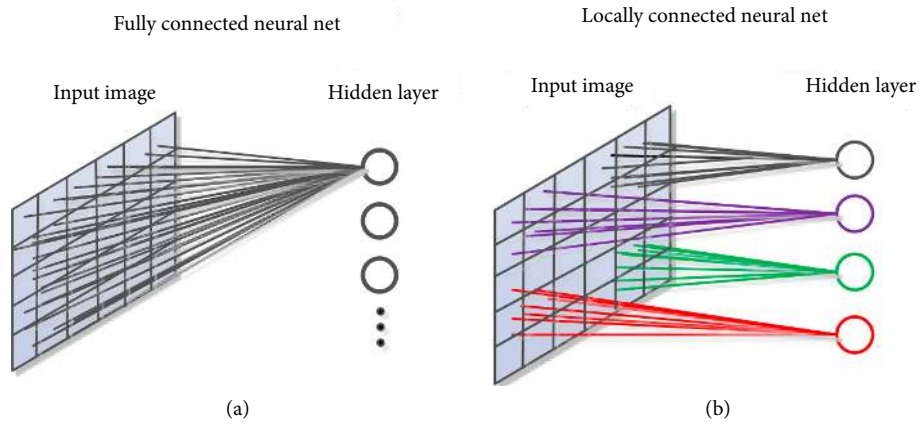 Fully connected neural net
Locally connected neural net
Input image
Hidden layer
Input image
Hidden layer
(a)
(b)